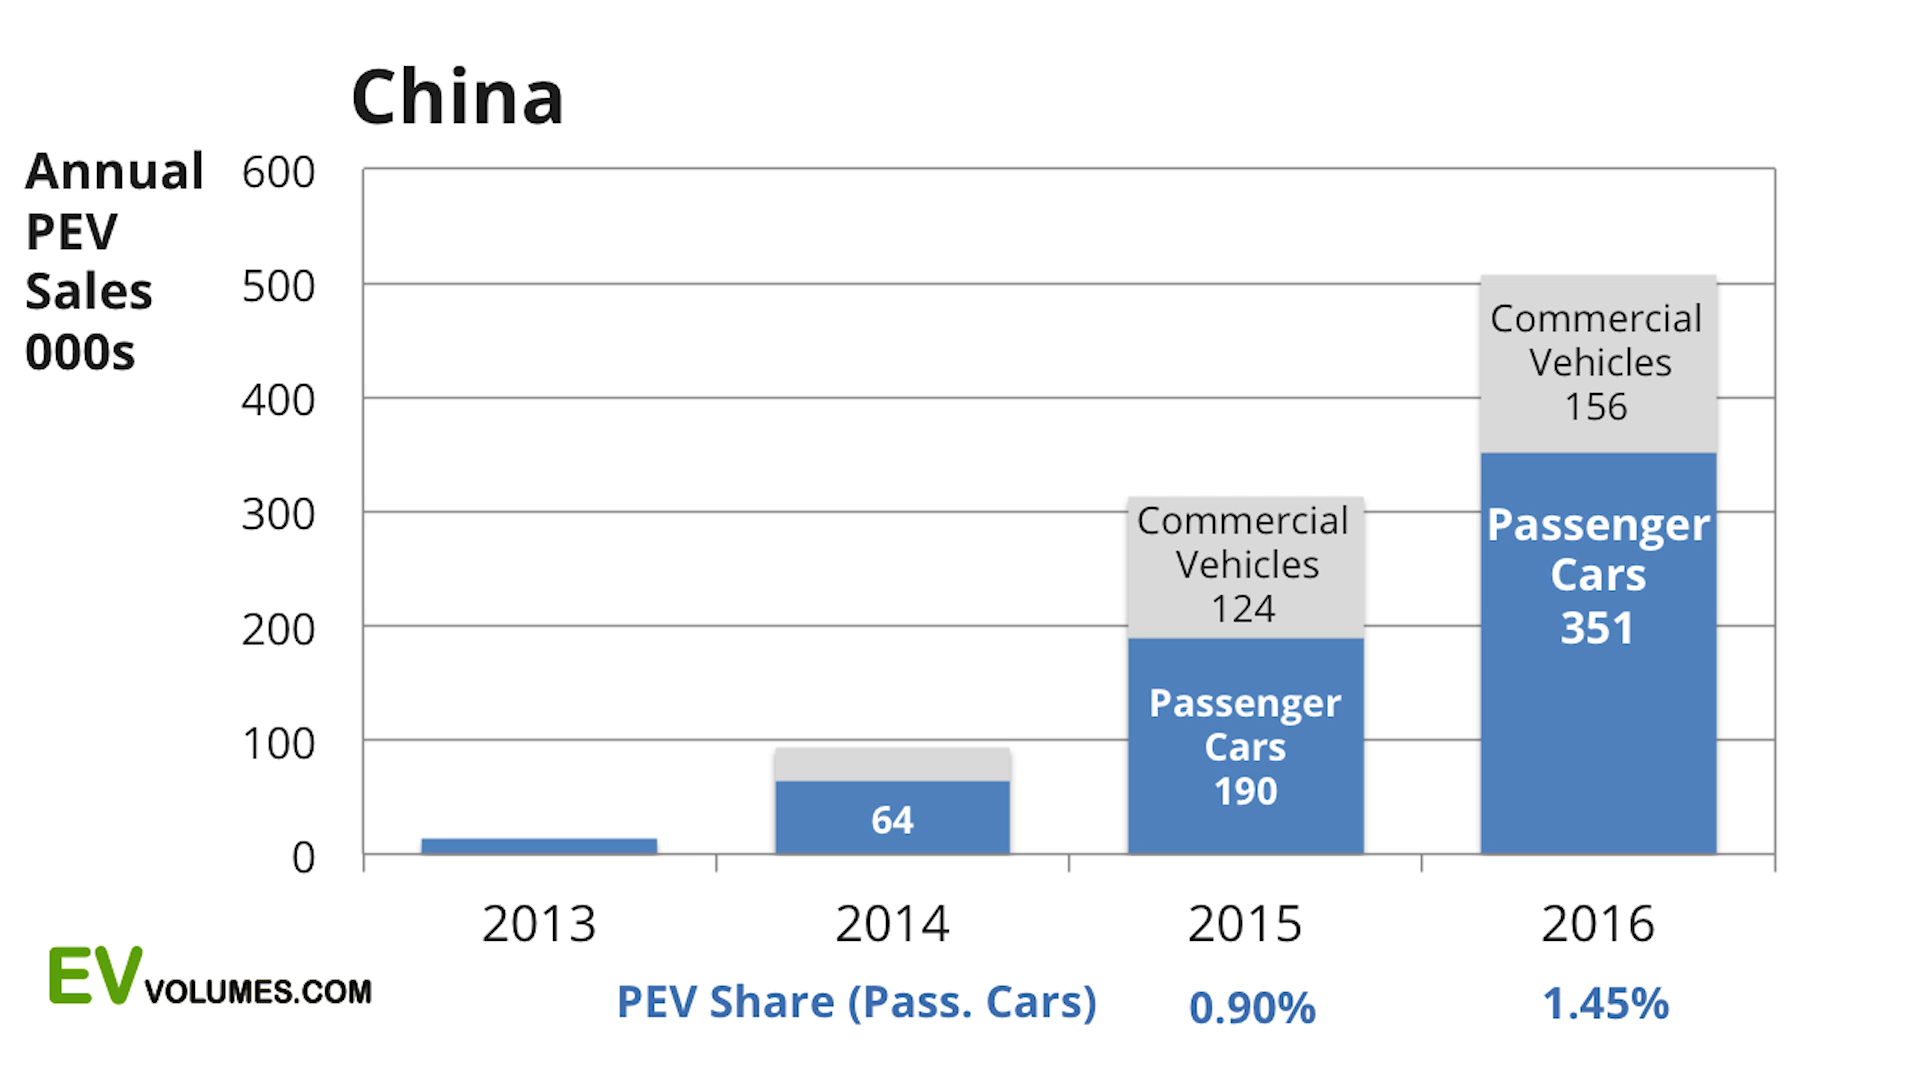 China
Annual
PEV
Sales
000s
600
500
400
300
200
100
0
64
Commercial
Vehicles
124
Passenger
Cars
190
Commercial
Vehicles
156
Passenger
Cars
351
2013 2014 2015 2016
PEV Share (Pass. Cars) 0.90% 1.45%
EVVOLUMES.COM